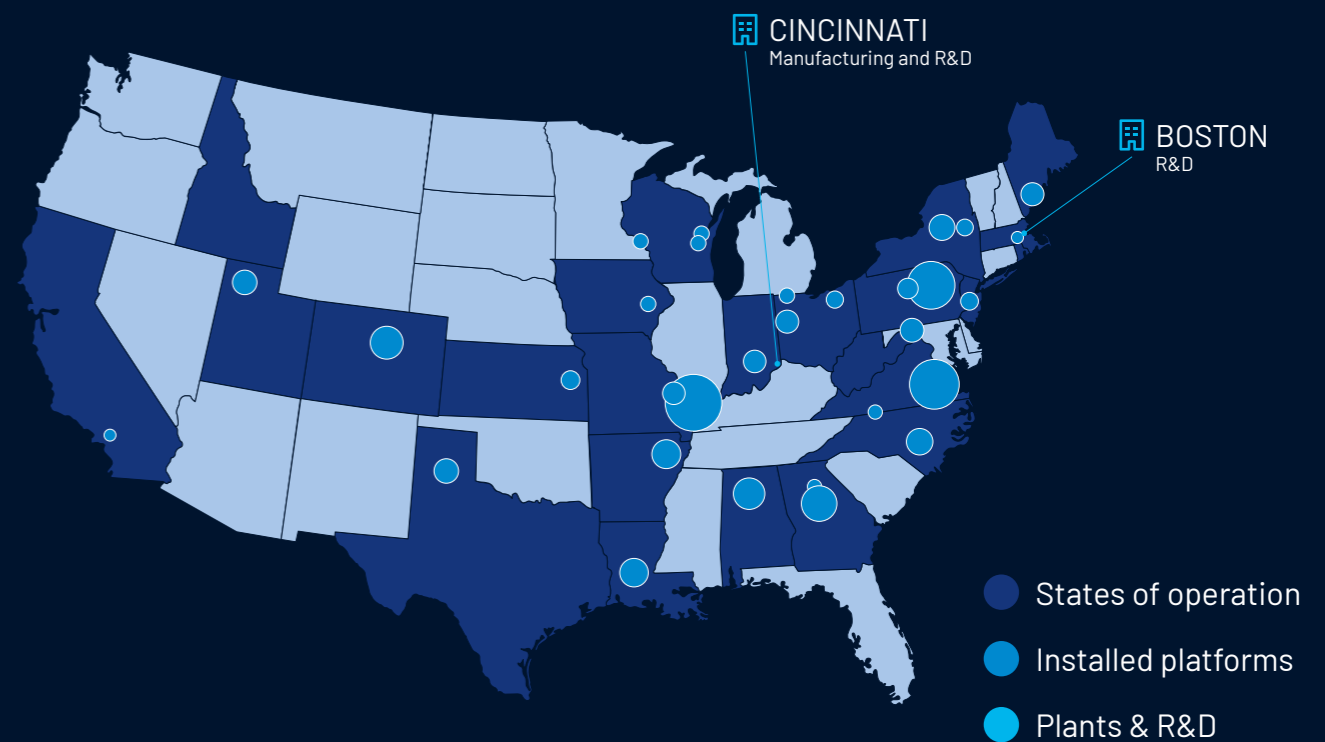 CINCINNATI
Manufacturing and R&D
BOSTON
R&D
States of operation
Installed platforms
Plants & R&D